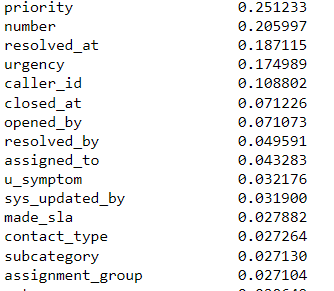 priority 0.251233
number 0.205997
resolved_at 0.187115
urgency 0.174989
caller_id 0.108802
closed_at 0.071226
opened_by 0.071073
resolved_by 0.049591
assigned_to 0.043283
u_symptom 0.032176
sys_updated_by 0.031900
made_sla 0.027882
contact_type 0.027264
subcategory 0.027130
assignment_group 0.027104